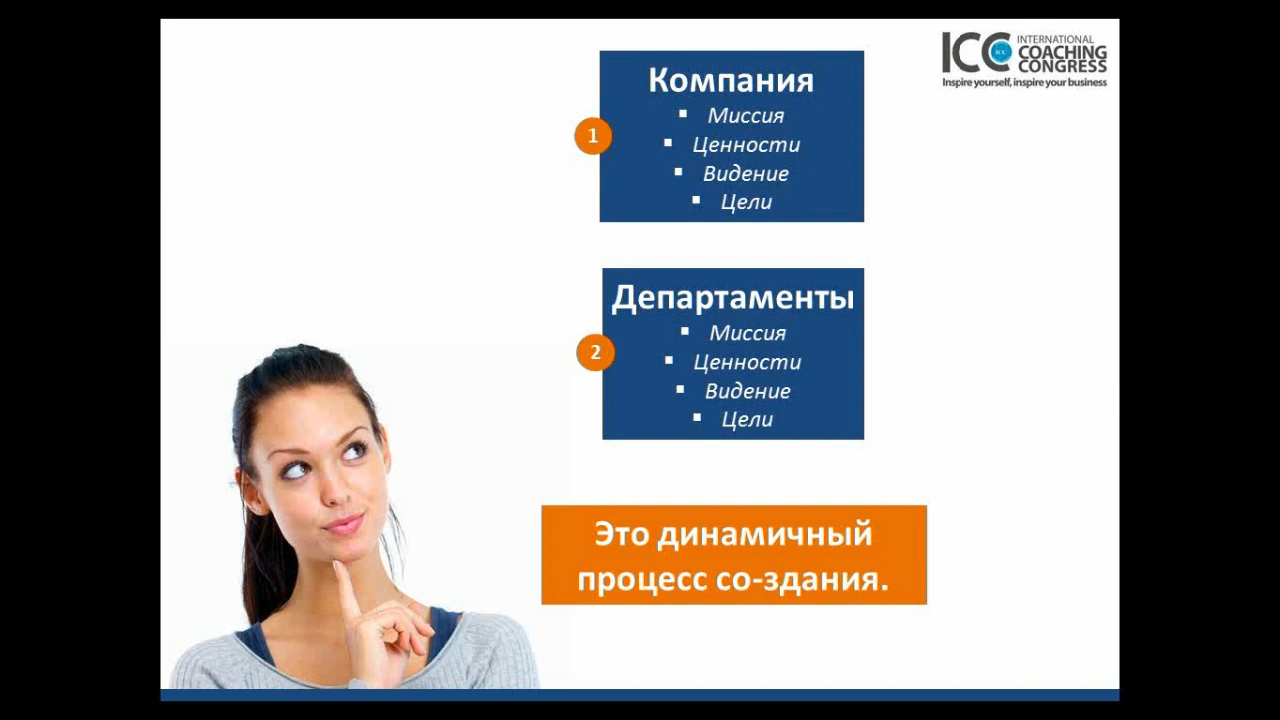 ICC INTERNATIONAL
COACHING
CONGRESS
Inspire yourself, inspire your business
Компания
▪ Миссия
1
▪ Ценности
▪ Видение
▪ Цели
Департаменты
▪ Миссия
2
▪ Ценности
▪ Видение
▪ Цели
Это динамичный
процесс со-здания.